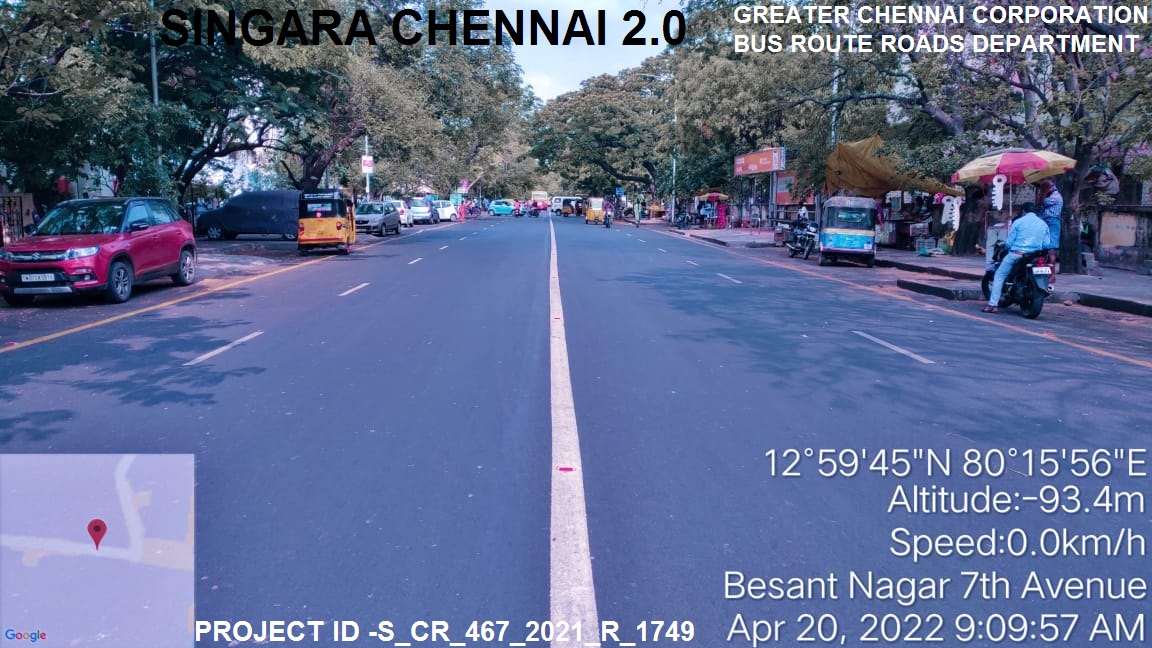 SINGARA CHENNAI 2.0
GREATER CHENNAI CORPORATION
BUS ROUTE ROADS DEPARTMENT
12°59'45"N 80°15'56"E
Altitude:-93.4m
Speed:0.0km/h
Besant Nagar 7th Avenue
Apr 20, 2022 9:09:57 AM
PROJECT ID -S_CR_467_2021_R_1749
Google